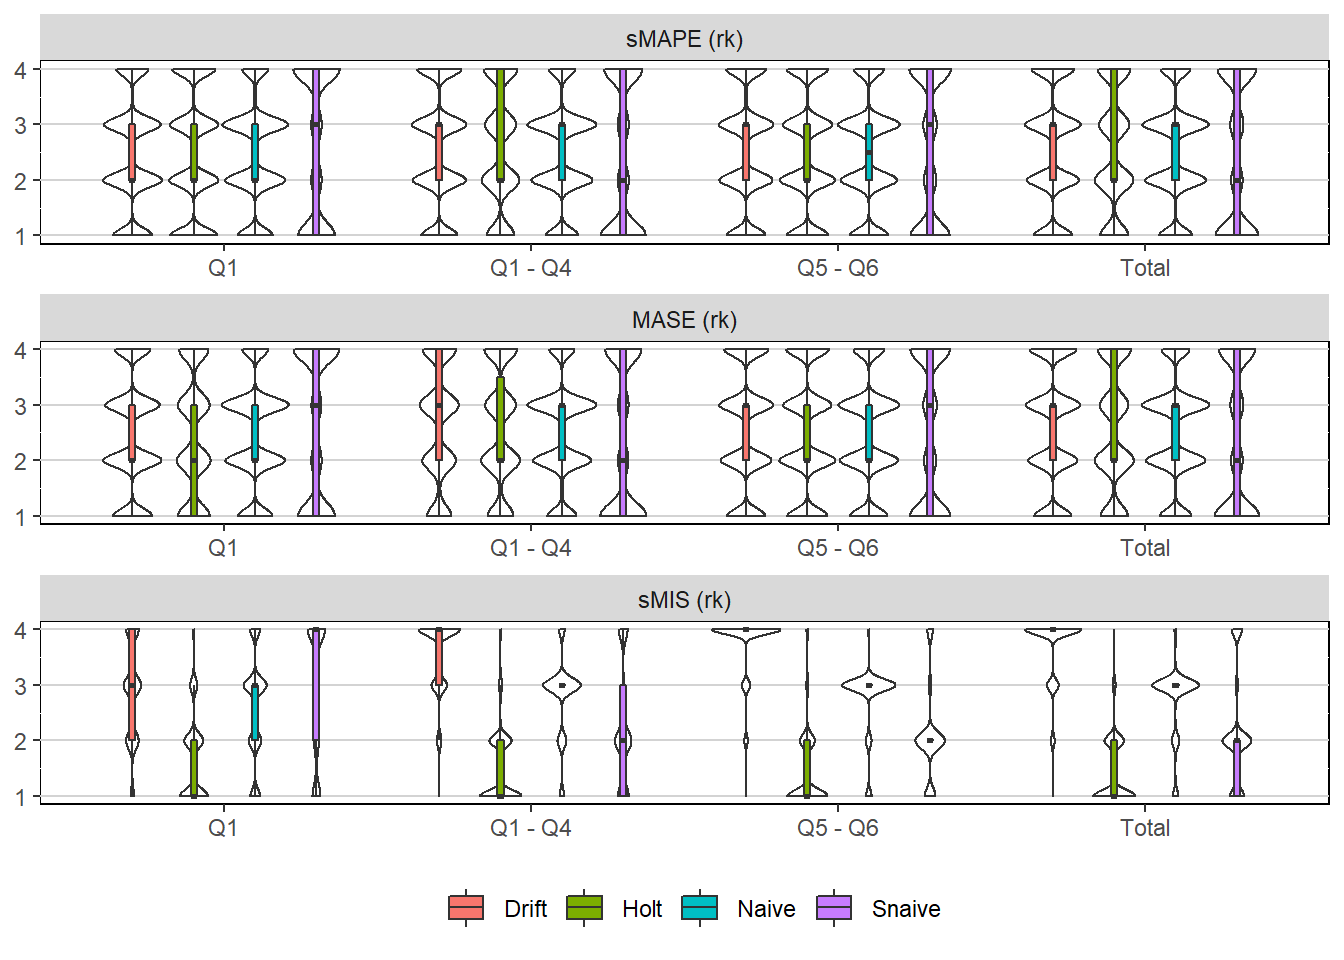 sMAPE (rk)
4
3
2
1
Q1 Q1 - Q4 Q5 - Q6 Total
MASE (rk)
4
3
2
1
Q1 Q1 - Q4 Q5 - Q6 Total
sMIS (rk)
4
3
2
1
Q1 Q1 - Q4 Q5 - Q6 Total
Drift Holt Naive Snaive